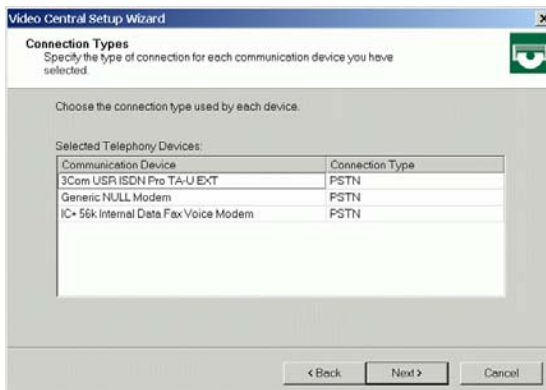 Video Central Setup Wizard
Connection Types
Specify the type of connection for each communication device you have
selected.
Choose the connection type used by each device.
Selected Telephony Devices:
Communication Device Connection Type
3Com USR ISDN Pro TA-U EXT PSTN
Generic NULL Modem PSTN
IC+ 56k Internal Data Fax Voice Modem PSTN
< Back Next > Cancel